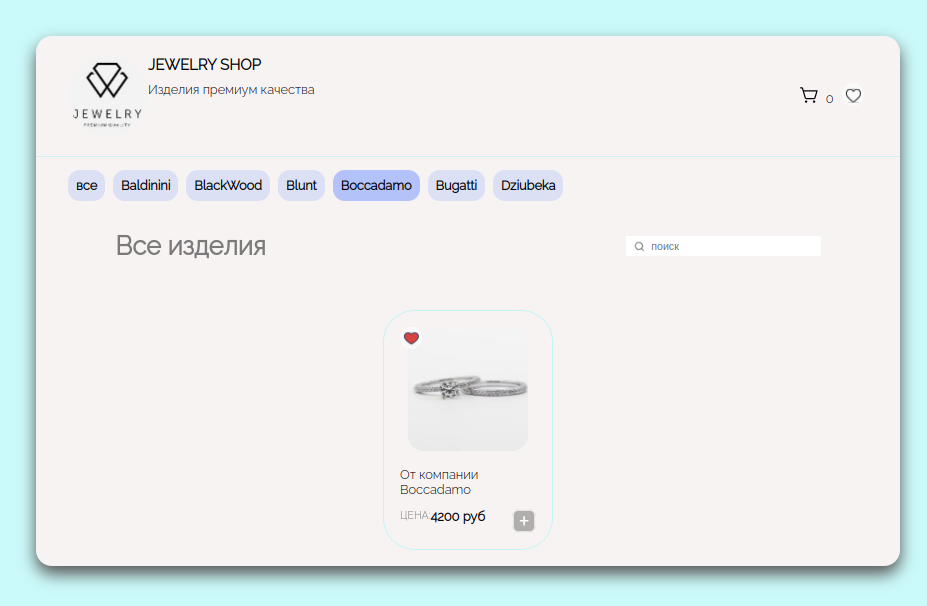 JEWELRY SHOP
Изделия премиум качества
JEWELRY
PREMIUM QUALITY
0
все
Baldinini
BlackWood
Blunt
Boccadamo
Bugatti
Dziubeka
Все изделия
поиск
От компании
Boccadamo
ЦЕНА:4200 руб